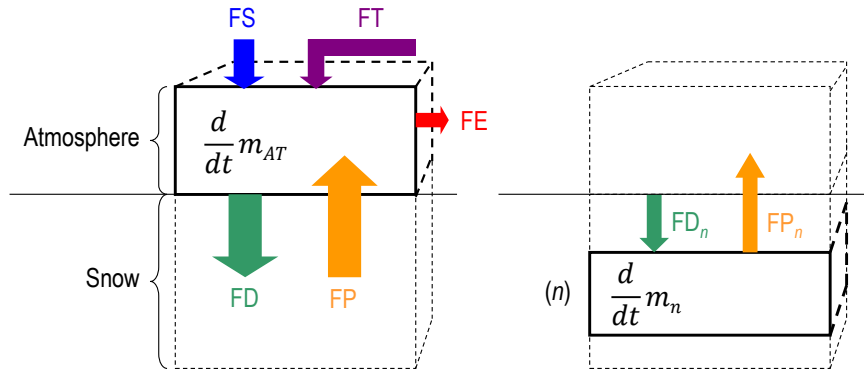 FS
FT
Atmosphere
d/dt m_AT
FE
Snow
FD
FP
FD_n
FP_n
(n)
d/dt m_n